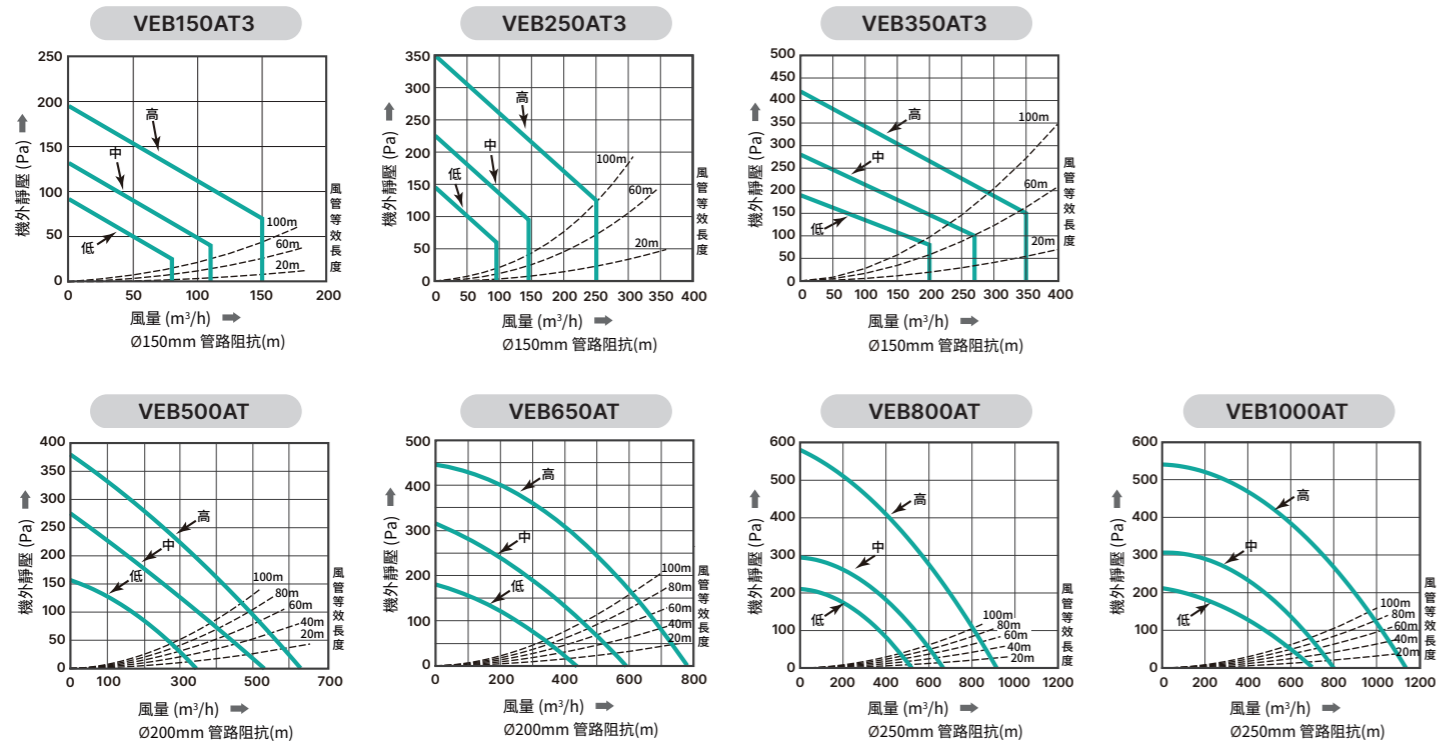 VEB150AT3
250
200
150
100
50
0
0 50 100 150 200
高
中
低
100m
60m
20m
機外靜壓 (Pa)
風管等效長度
風量 (m³/h)
Ø150mm 管路阻抗(m)
VEB250AT3
350
300
250
200
150
100
50
0
0 50 100 150 200 250 300 350 400
高
中
低
100m
60m
20m
機外靜壓 (Pa)
風管等效長度
風量 (m³/h)
Ø150mm 管路阻抗(m)
VEB350AT3
500
450
400
350
300
250
200
150
100
50
0
0 50 100 150 200 250 300 350 400
高
中
低
100m
60m
20m
機外靜壓 (Pa)
風管等效長度
風量 (m³/h)
Ø150mm 管路阻抗(m)
VEB500AT
400
350
300
250
200
150
100
50
0
0 100 200 300 500 600 700
高
中
低
100m
80m
60m
40m
20m
機外靜壓 (Pa)
風管等效長度
風量 (m³/h)
Ø200mm 管路阻抗(m)
VEB650AT
500
400
300
200
100
0
0 200 400 600 800
高
中
低
100m
80m
60m
40m
20m
機外靜壓 (Pa)
風管等效長度
風量 (m³/h)
Ø200mm 管路阻抗(m)
VEB800AT
600
500
400
300
200
100
0
0 200 400 600 800 1000 1200
高
中
低
100m
80m
60m
40m
20m
機外靜壓 (Pa)
風管等效長度
風量 (m³/h)
Ø250mm 管路阻抗(m)
VEB1000AT
600
500
400
300
200
100
0
0 200 400 600 800 1000 1200
高
中
低
100m
80m
60m
40m
20m
機外靜壓 (Pa)
風管等效長度
風量 (m³/h)
Ø250mm 管路阻抗(m)